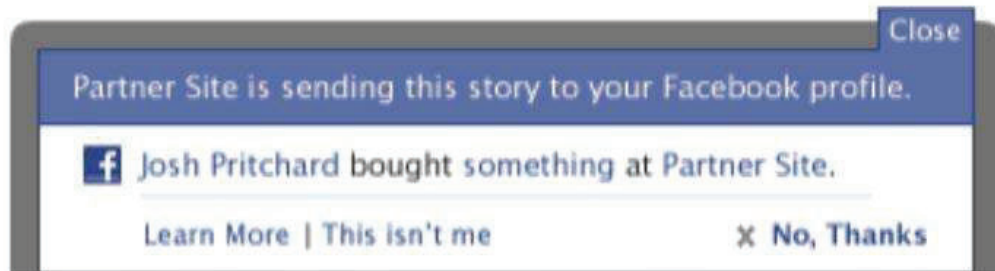 Close
Partner Site is sending this story to your Facebook profile.
f Josh Pritchard bought something at Partner Site.
Learn More | This isn't me x No, Thanks